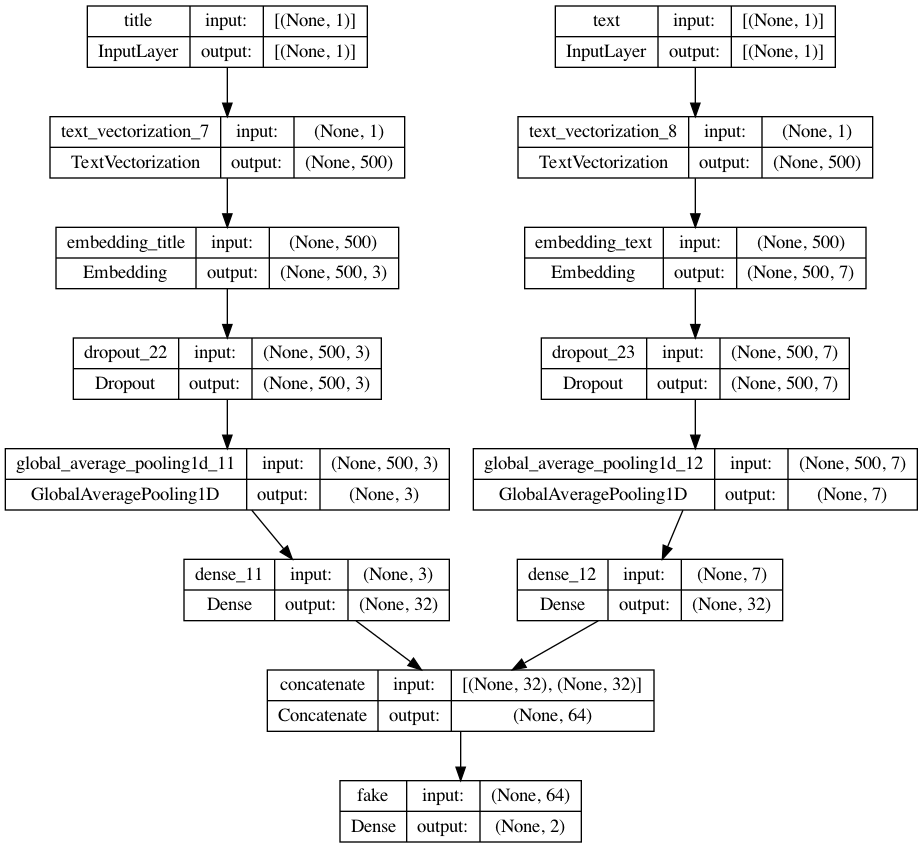 title input: [(None, 1)]
InputLayer output: [(None, 1)]
text input: [(None, 1)]
InputLayer output: [(None, 1)]
text_vectorization_7 input: (None, 1)
TextVectorization output: (None, 500)
text_vectorization_8 input: (None, 1)
TextVectorization output: (None, 500)
embedding_title input: (None, 500)
Embedding output: (None, 500, 3)
embedding_text input: (None, 500)
Embedding output: (None, 500, 7)
dropout_22 input: (None, 500, 3)
Dropout output: (None, 500, 3)
dropout_23 input: (None, 500, 7)
Dropout output: (None, 500, 7)
global_average_pooling1d_11 input: (None, 500, 3)
GlobalAveragePooling1D output: (None, 3)
global_average_pooling1d_12 input: (None, 500, 7)
GlobalAveragePooling1D output: (None, 7)
dense_11 input: (None, 3)
Dense output: (None, 32)
dense_12 input: (None, 7)
Dense output: (None, 32)
concatenate input: [(None, 32), (None, 32)]
Concatenate output: (None, 64)
fake input: (None, 64)
Dense output: (None, 2)